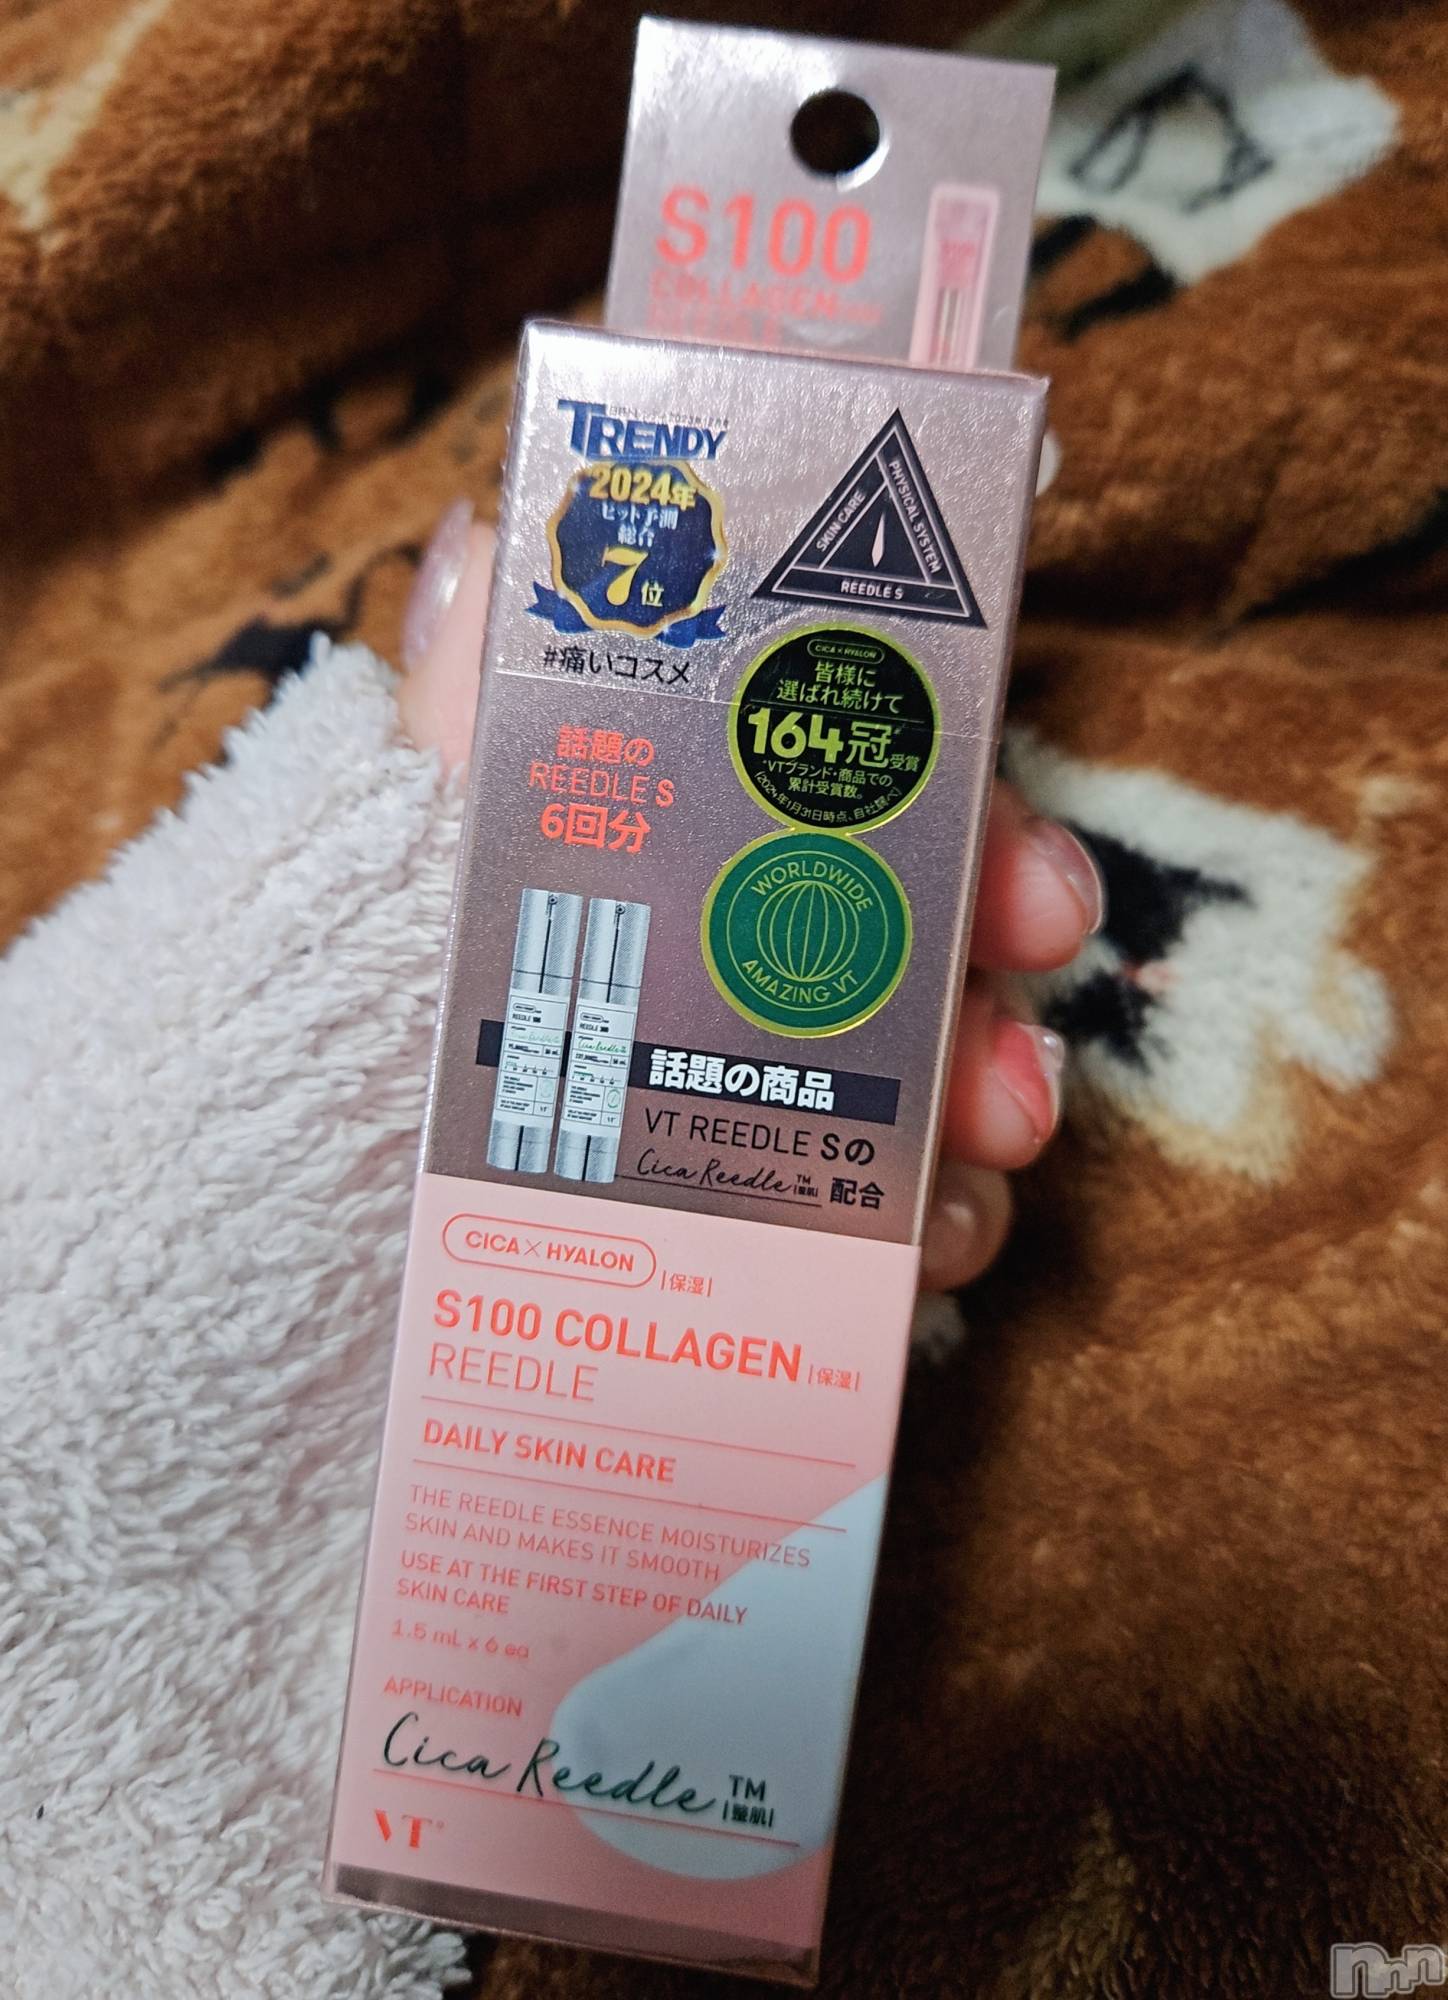 S100
COLLAGEN
TRENDY
2024年
ヒット予測
総合
7位
#痛いコスメ
SKIN CARE
PHYSICAL SYSTEM
REEDLE S
CICA × HYALON
皆様に
選ばれ続けて
164冠受賞
*VTブランド・商品での
累計受賞数。
(2024年1月31日時点、自社調べ)
話題の
REEDLE S
6回分
WORLDWIDE
AMAZING VT
話題の商品
VT REEDLE Sの
Cica Reedle™ |整肌| 配合
CICA × HYALON |保湿|
S100 COLLAGEN |保湿|
REEDLE
DAILY SKIN CARE
THE REEDLE ESSENCE MOISTURIZES
SKIN AND MAKES IT SMOOTH
USE AT THE FIRST STEP OF DAILY
SKIN CARE
1.5 mL x 6 ea
APPLICATION
Cica Reedle™ |整肌|
VT®